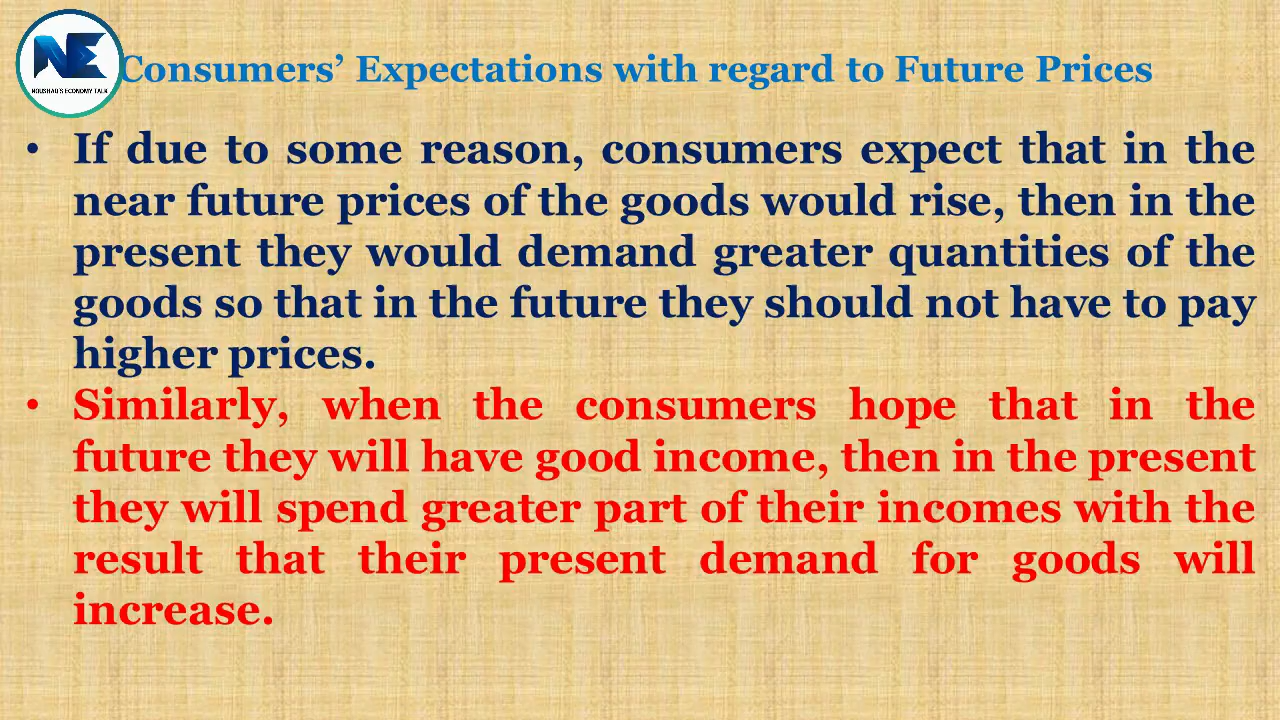 NE
NOUSHAD'S ECONOMY TALK
Consumers’ Expectations with regard to Future Prices
• If due to some reason, consumers expect that in the
near future prices of the goods would rise, then in the
present they would demand greater quantities of the
goods so that in the future they should not have to pay
higher prices.
• Similarly, when the consumers hope that in the
future they will have good income, then in the present
they will spend greater part of their incomes with the
result that their present demand for goods will
increase.